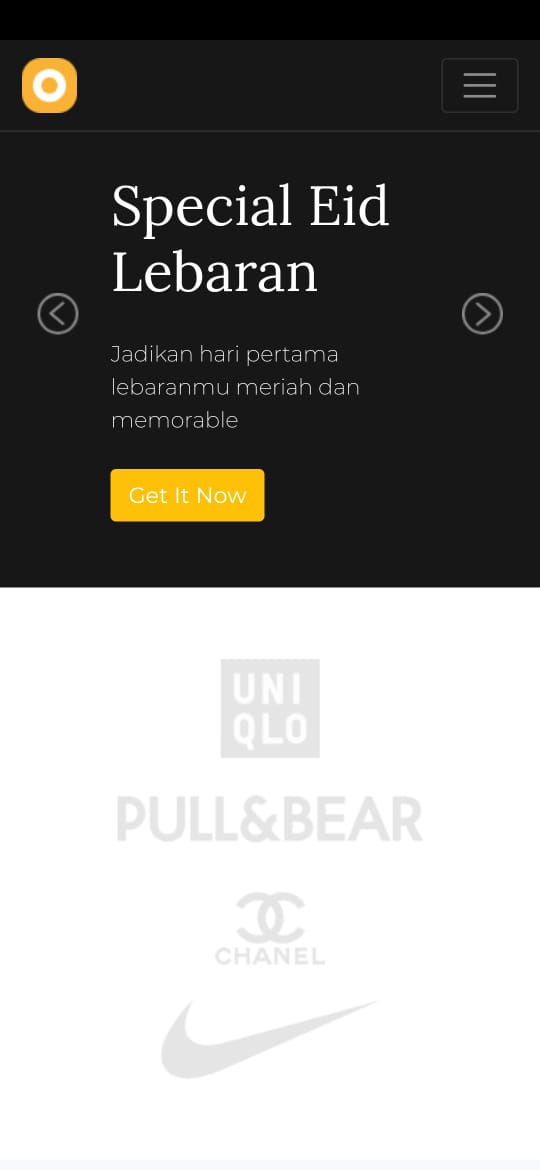 Special Eid
Lebaran
Jadikan hari pertama
lebaranmu meriah dan
memorable
Get It Now
UNI
QLO
PULL&BEAR
CHANEL